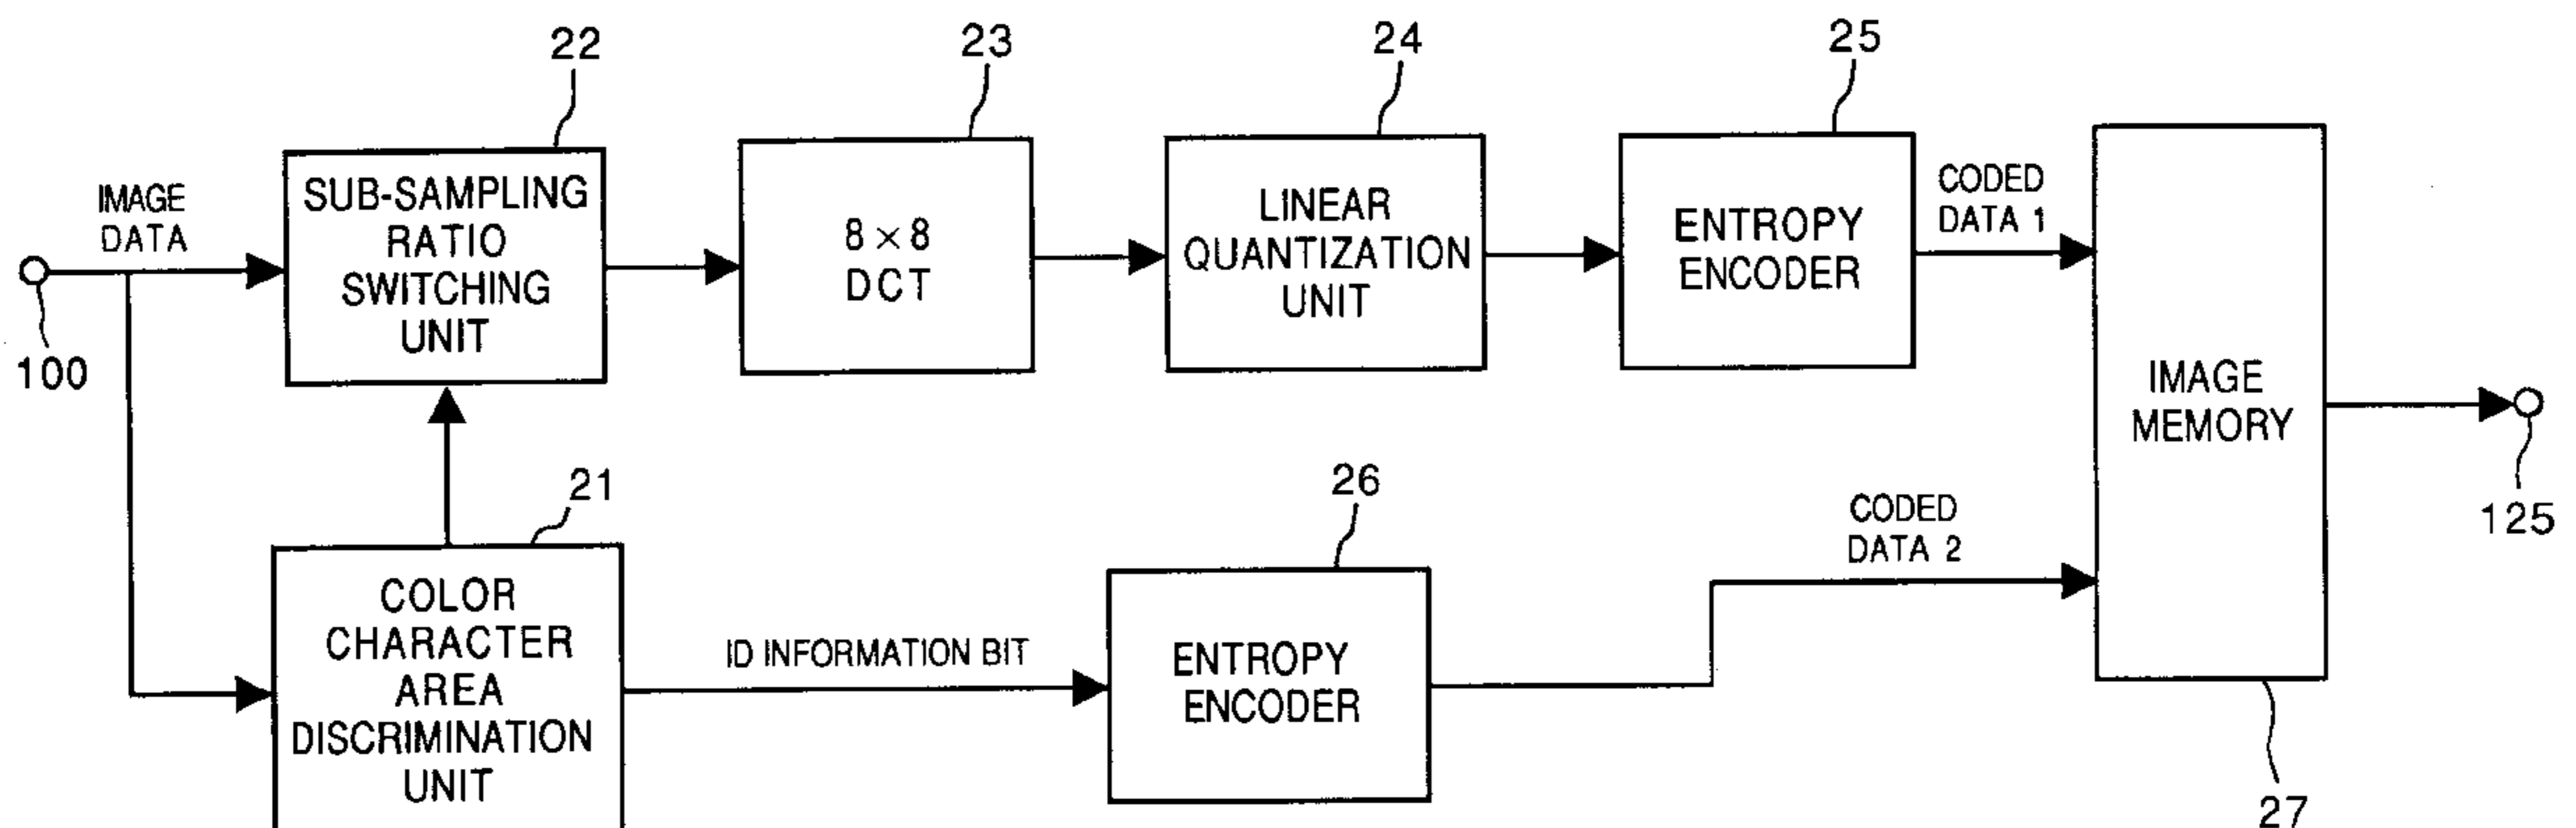 22
23
24
25
IMAGE
DATA
SUB-SAMPLING
RATIO
SWITCHING
UNIT
8 × 8
DCT
LINEAR
QUANTIZATION
UNIT
ENTROPY
ENCODER
CODED
DATA 1
IMAGE
MEMORY
100
125
21
26
COLOR
CHARACTER
AREA
DISCRIMINATION
UNIT
ID INFORMATION BIT
ENTROPY
ENCODER
CODED
DATA 2
27